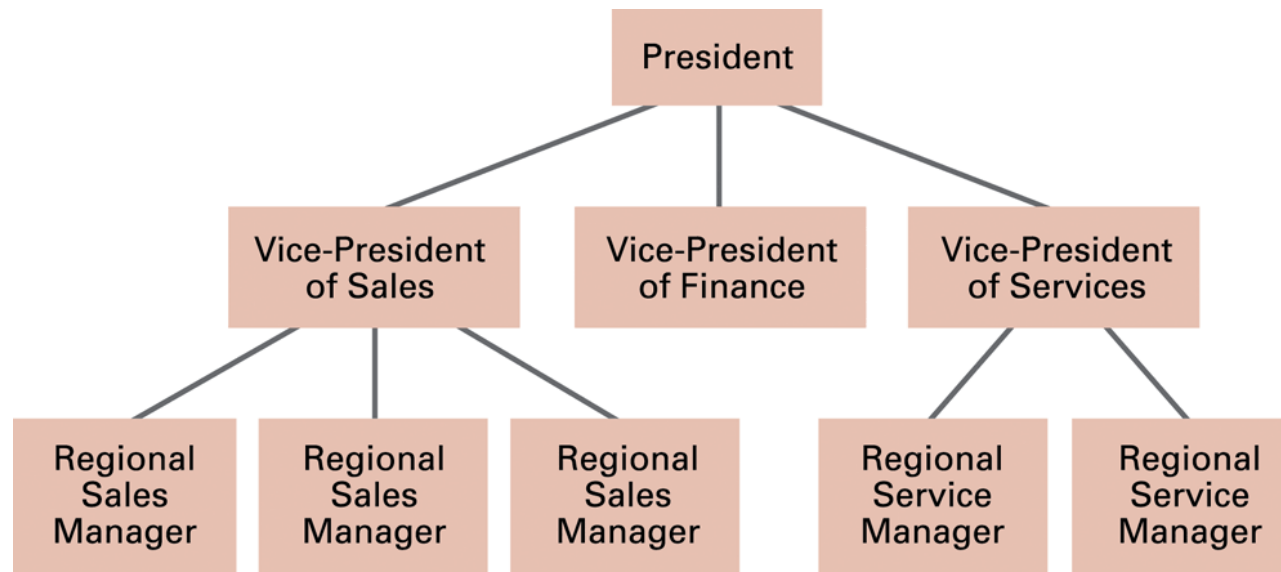 President
Vice-President
of Sales
Vice-President
of Finance
Vice-President
of Services
Regional
Sales
Manager
Regional
Sales
Manager
Regional
Sales
Manager
Regional
Service
Manager
Regional
Service
Manager